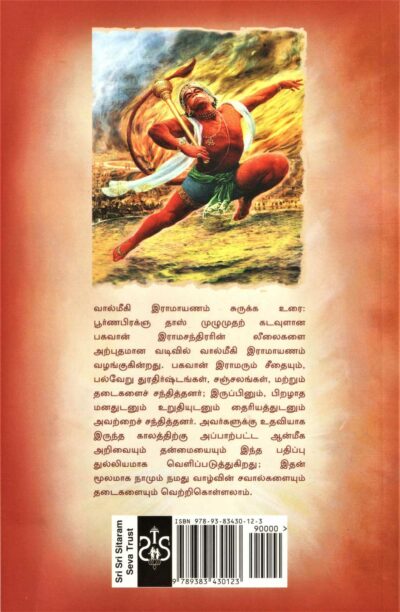 வால்மீகி இராமாயணம் சுருக்க உரை:
பூர்ணபிரக்ஞ தாஸ் முழுமுதற் கடவுளான
பகவான் இராமசந்திரரின் லீலைகளை
அற்புதமான வடிவில் வால்மீகி இராமாயணம்
வழங்குகின்றது. பகவான் இராமரும் சீதையும்,
பல்வேறு துரதிர்ஷ்டங்கள், சஞ்சலங்கள், மற்றும்
தடைகளைச் சந்தித்தனர்; இருப்பினும், பிறழாத
மனதுடனும் உறுதியுடனும் தைரியத்துடனும்
அவற்றைச் சந்தித்தனர். அவர்களுக்கு உதவியாக
இருந்த காலத்திற்கு அப்பாற்பட்ட ஆன்மீக
அறிவையும் தன்மையையும் இந்த பதிப்பு
துல்லியமாக வெளிப்படுத்துகிறது; இதன்
மூலமாக நாமும் நமது வாழ்வின் சவால்களையும்
தடைகளையும் வெற்றிகொள்ளலாம்.
Sri Sri Sitaram
Seva Trust
ISBN 978-93-83430-12-3
90000 >
9 789383 430123